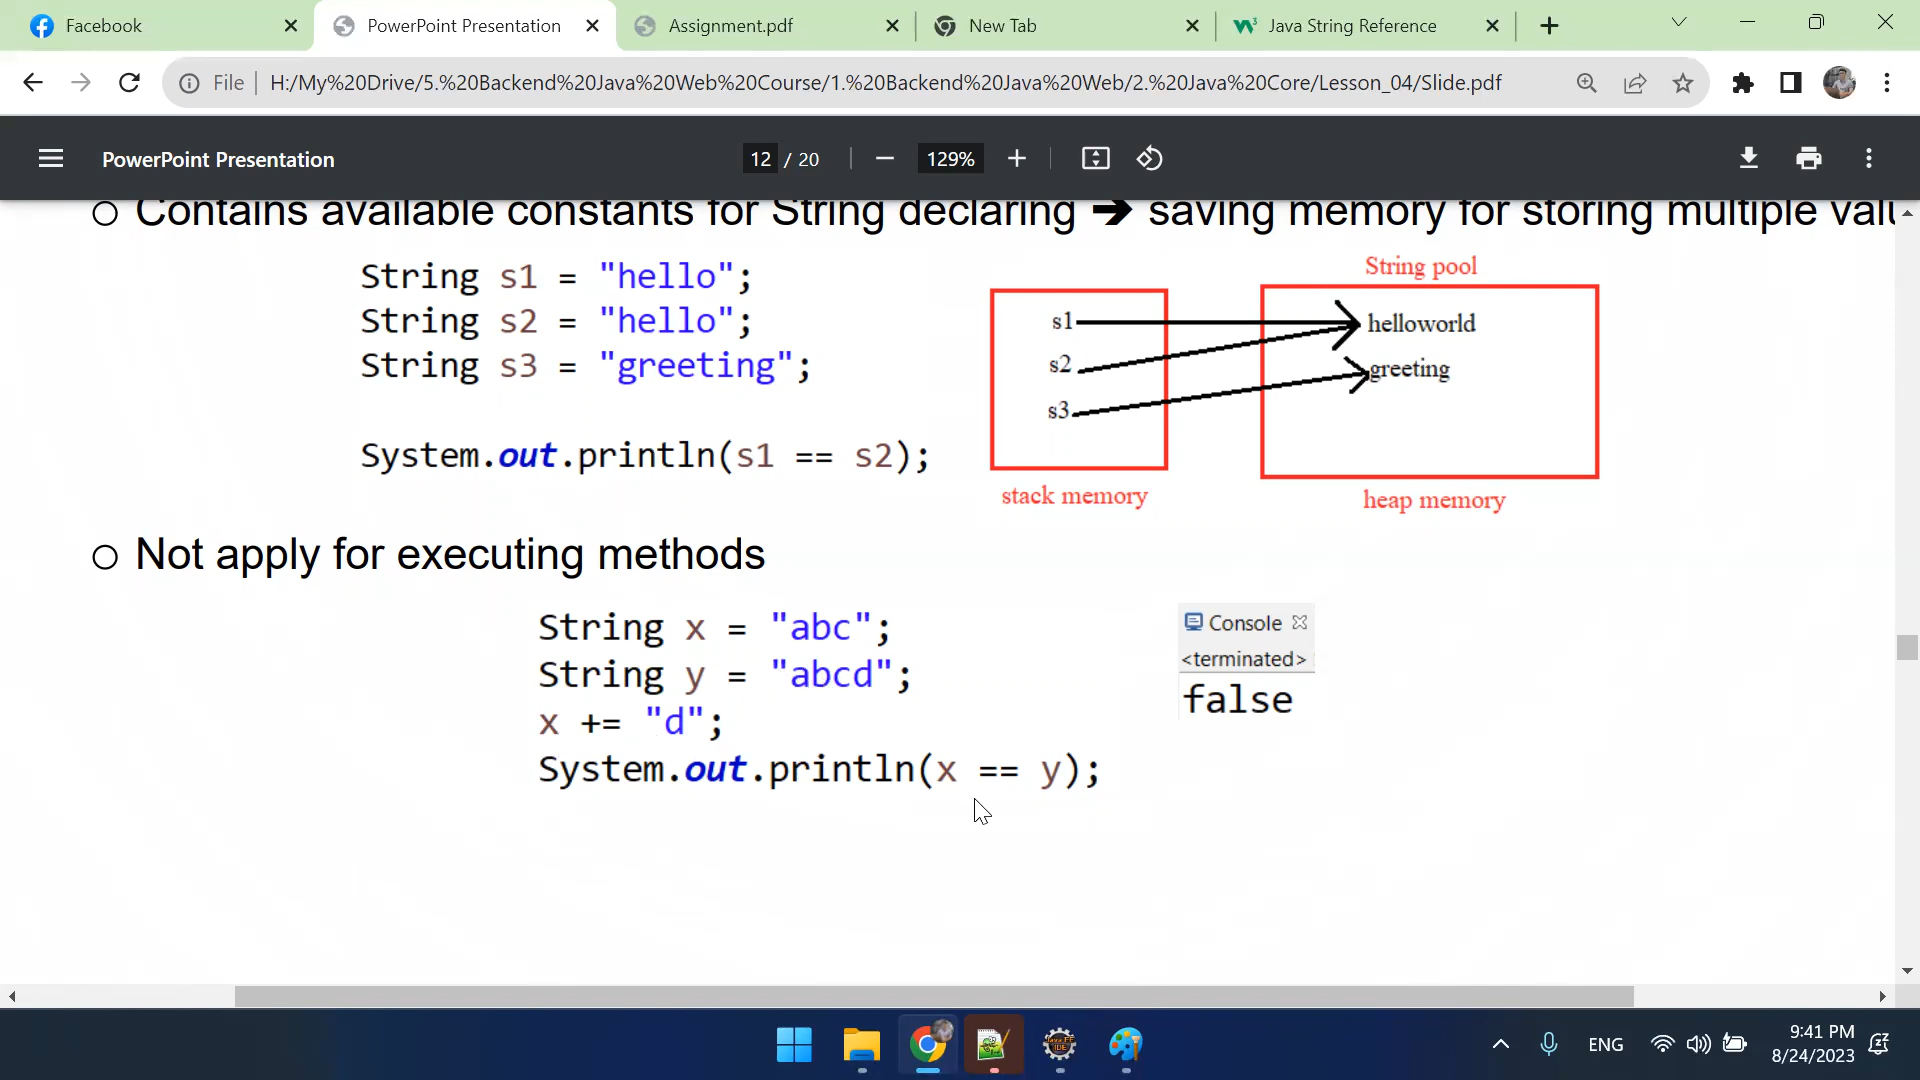 Facebook
PowerPoint Presentation
Assignment.pdf
New Tab
Java String Reference
File
H:/My%20Drive/5.%20Backend%20Java%20Web%20Course/1.%20Backend%20Java%20Web/2.%20Java%20Core/Lesson_04/Slide.pdf
PowerPoint Presentation
12 / 20
129%
Contains available constants for String declaring ➔ saving memory for storing multiple valu
String s1 = "hello";
String s2 = "hello";
String s3 = "greeting";
System.out.println(s1 == s2);
String pool
s1
helloworld
s2
greeting
s3
stack memory
heap memory
Not apply for executing methods
String x = "abc";
String y = "abcd";
x += "d";
System.out.println(x == y);
Console
<terminated>
false
ENG
9:41 PM
8/24/2023